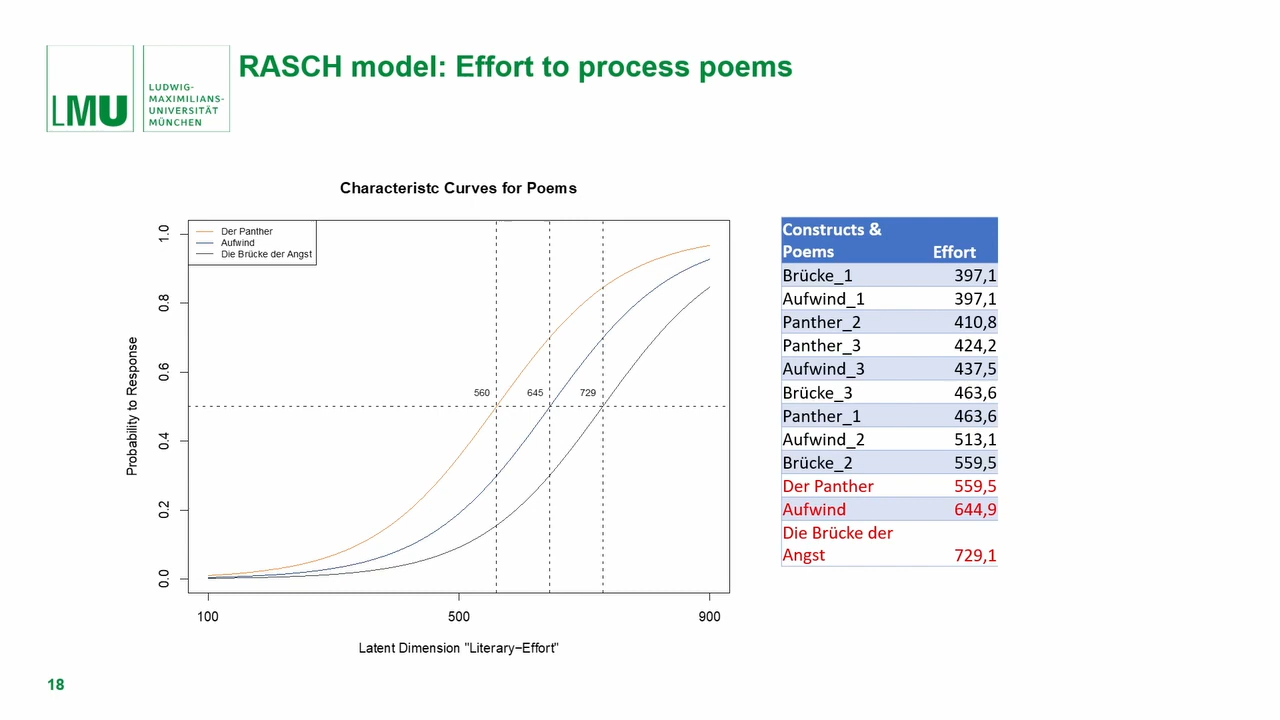 RASCH model: Effort to process poems
LMU
LUDWIG-
MAXIMILIANS-
UNIVERSITÄT
MÜNCHEN
Characteristc Curves for Poems
Der Panther
Aufwind
Die Brücke der Angst
Probability to Response
1.0
0.8
0.6
0.4
0.2
0.0
560
645
729
100
500
900
Latent Dimension "Literary−Effort"
Constructs &
Poems Effort
Brücke_1 397,1
Aufwind_1 397,1
Panther_2 410,8
Panther_3 424,2
Aufwind_3 437,5
Brücke_3 463,6
Panther_1 463,6
Aufwind_2 513,1
Brücke_2 559,5
Der Panther 559,5
Aufwind 644,9
Die Brücke der
Angst 729,1
18